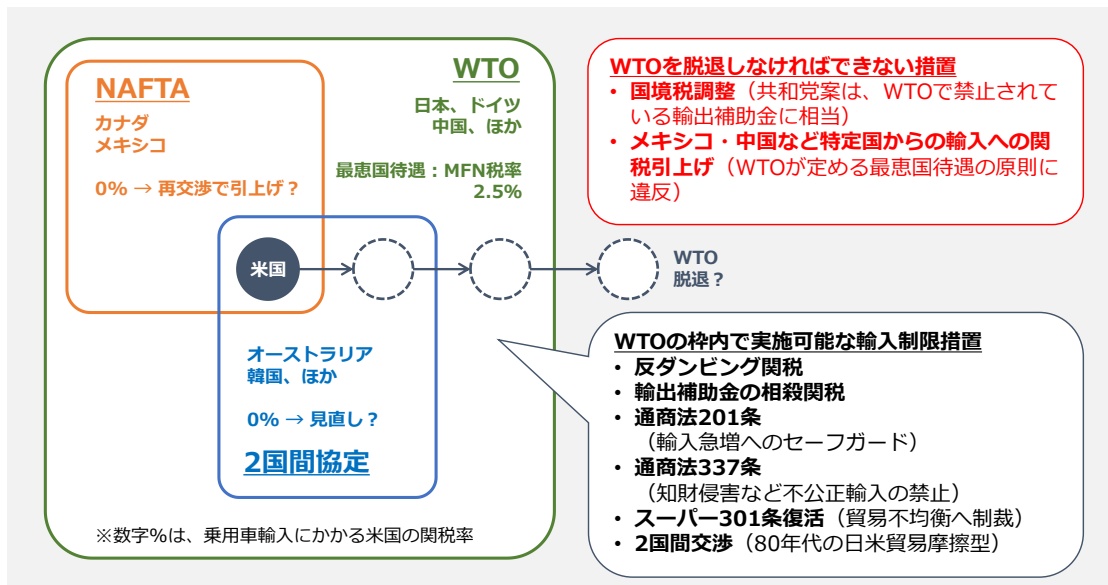 NAFTA
カナダ
メキシコ
0% → 再交渉で引上げ？
WTO
日本、ドイツ
中国、ほか
最恵国待遇：MFN税率
2.5%
米国
オーストラリア
韓国、ほか
0% → 見直し？
2国間協定
※数字%は、乗用車輸入にかかる米国の関税率
WTOを脱退しなければできない措置
• 国境税調整（共和党案は、WTOで禁止されて
いる輸出補助金に相当）
• メキシコ・中国など特定国からの輸入への関
税引上げ（WTOが定める最恵国待遇の原則に
違反）
WTO
脱退？
WTOの枠内で実施可能な輸入制限措置
• 反ダンピング関税
• 輸出補助金の相殺関税
• 通商法201条
（輸入急増へのセーフガード）
• 通商法337条
（知財侵害など不公正輸入の禁止）
• スーパー301条復活（貿易不均衡へ制裁）
• 2国間交渉（80年代の日米貿易摩擦型）